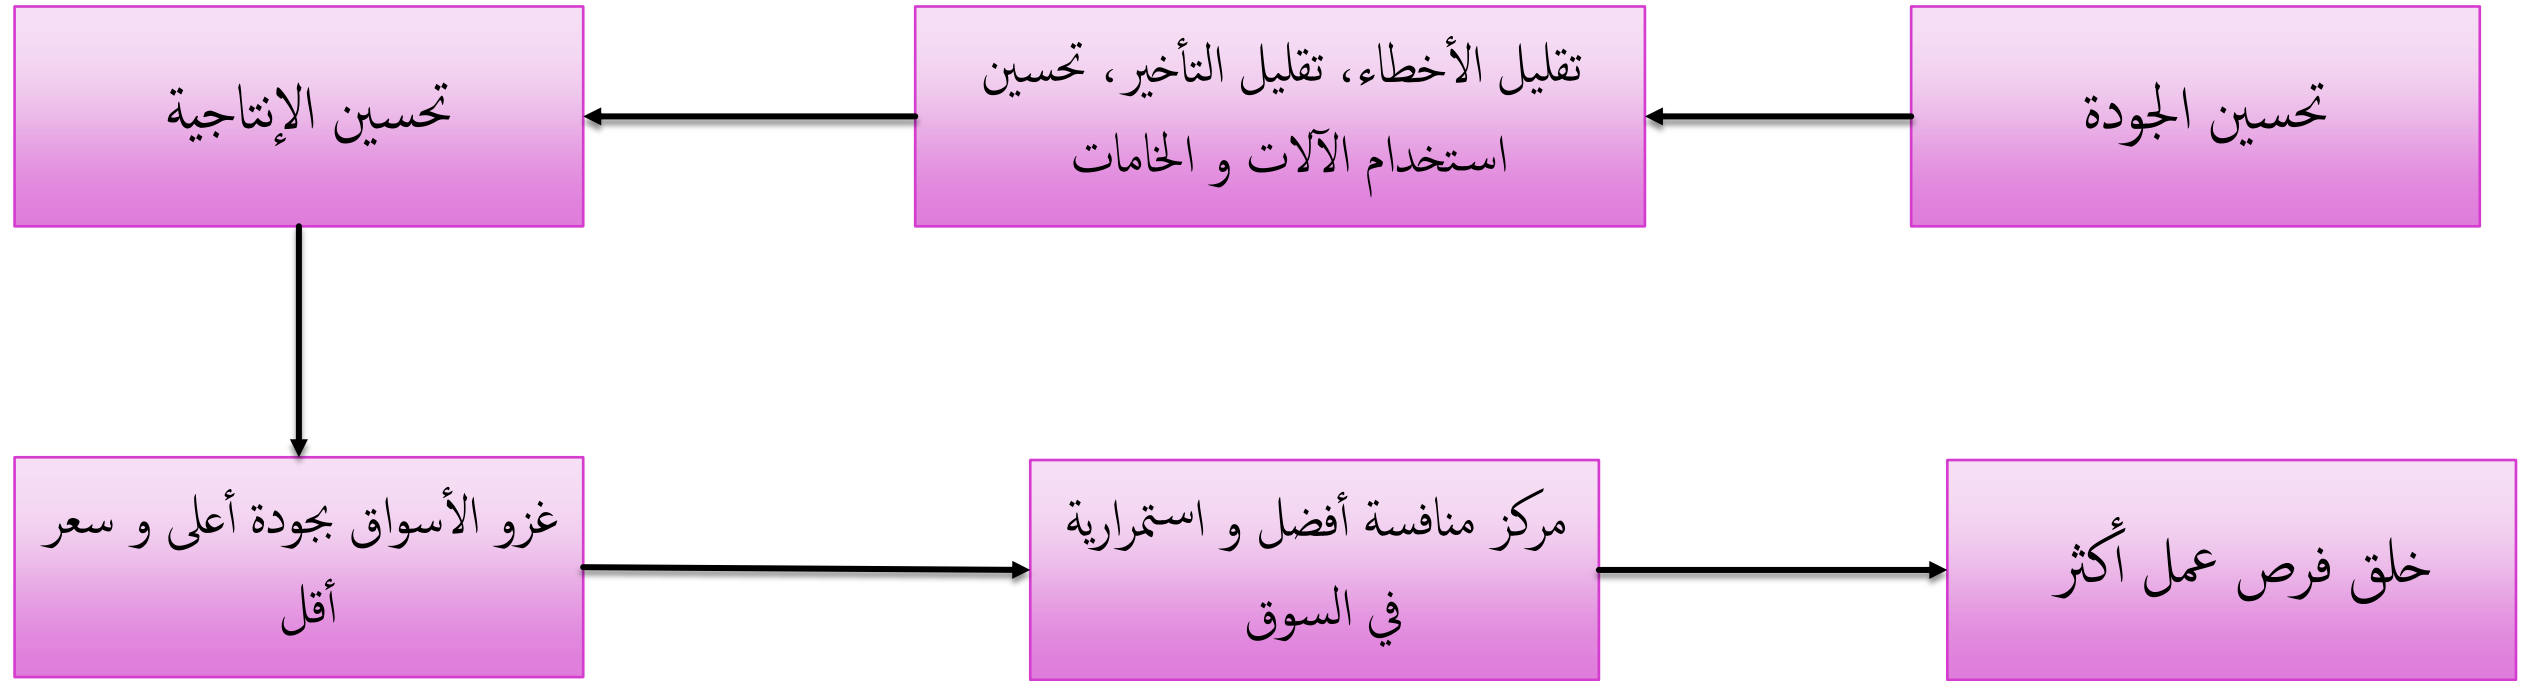 تحسين الجودة
تقليل الأخطاء، تقليل التأخير، تحسين
استخدام الآلات و الخامات
تحسين الإنتاجية
غزو الأسواق بجودة أعلى و سعر
أقل
مركز منافسة أفضل و استمرارية
في السوق
خلق فرص عمل أكثر